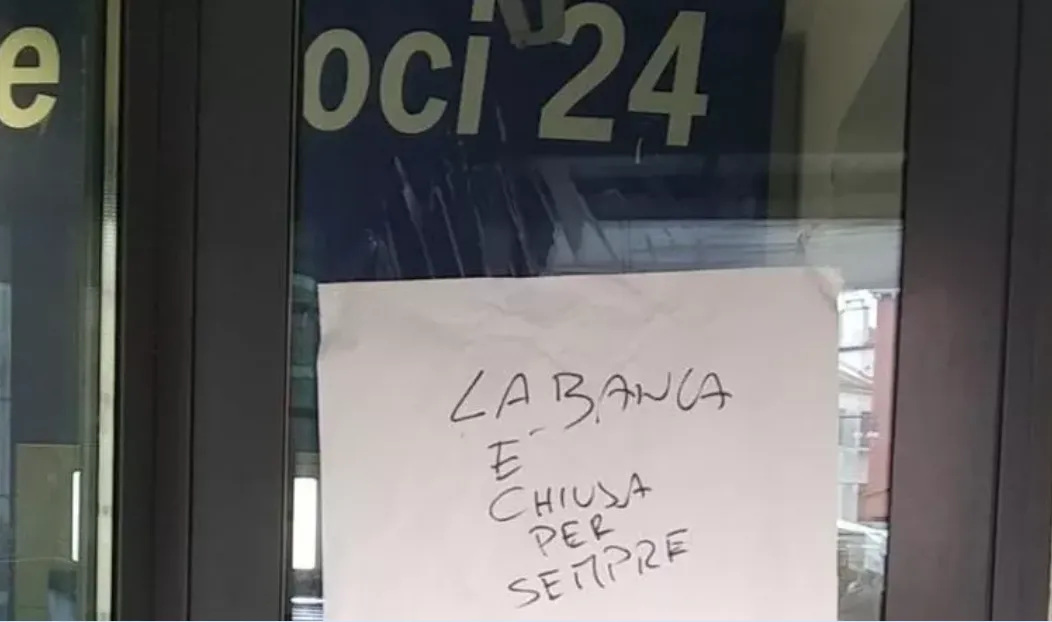 e oci 24
LA BANCA
E'
CHIUSA
PER
SEMPRE